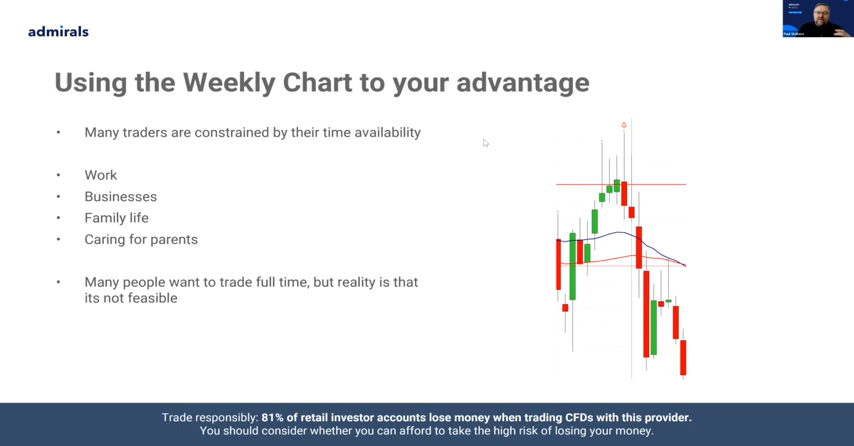 admirals
Paul Wallace
Using the Weekly Chart to your advantage
• Many traders are constrained by their time availability
• Work
• Businesses
• Family life
• Caring for parents
• Many people want to trade full time, but reality is that
its not feasible
Trade responsibly: 81% of retail investor accounts lose money when trading CFDs with this provider.
You should consider whether you can afford to take the high risk of losing your money.